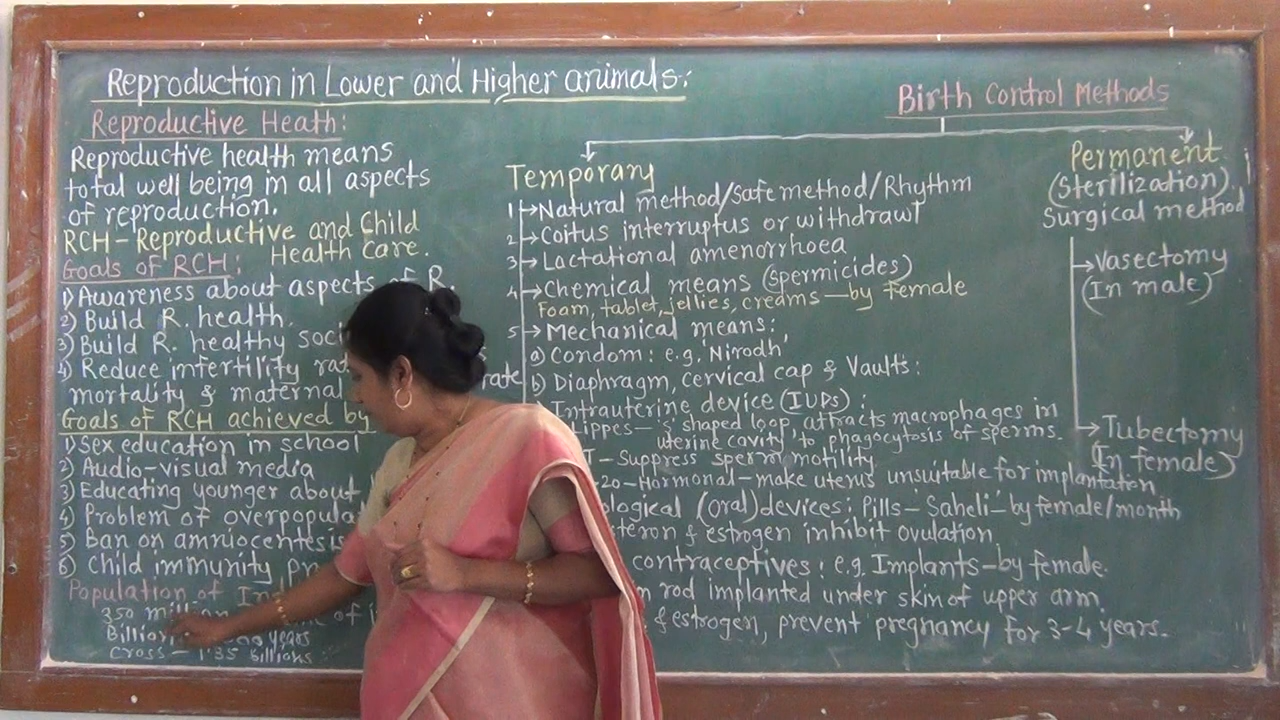 Reproduction in Lower and Higher animals:
Reproductive Heath:
Reproductive health means
total well being in all aspects
of reproduction.
RCH – Reproductive and Child
Health Care.
Goals of RCH:
1) Awareness about aspects of R.
2) Build R. health.
3) Build R. healthy
4) Reduce infertility rate
mortality & maternal
Goals of RCH achieved by
1) Sex education in school
2) Audio-visual media
3) Educating younger about
4) Problem of
5) Ban on amniocentesis
6) Child immunity
Population of
350
Billion years
Cross – 1.35 billions
Birth Control Methods
Temporary
1 → Natural method/Safe method/Rhythm
2 → Coitus interruptus or withdrawl
3 → Lactational amenorrhoea
4 → Chemical means (spermicides)
Foam, tablet, jellies, creams — by female
5 → Mechanical means:
a) Condom: e.g. 'Nirodh'
b) Diaphragm, cervical cap & Vaults:
Intrauterine device (IUDs):
Lippes – 's' shaped loop, attracts macrophages in
uterine cavity to phagocytosis of sperms.
T – Suppress sperm motility
20 – Hormonal – make uterus unsuitable for implantation
(oral) devices: Pills – 'Saheli' – by female/month
& estrogen inhibit ovulation.
contraceptives: e.g. Implants – by female.
rod implanted under skin of upper arm.
& estrogen, prevent pregnancy for 3-4 years.
Permanent
(Sterilization)
Surgical method
→ Vasectomy
(In male)
→ Tubectomy
(In female)